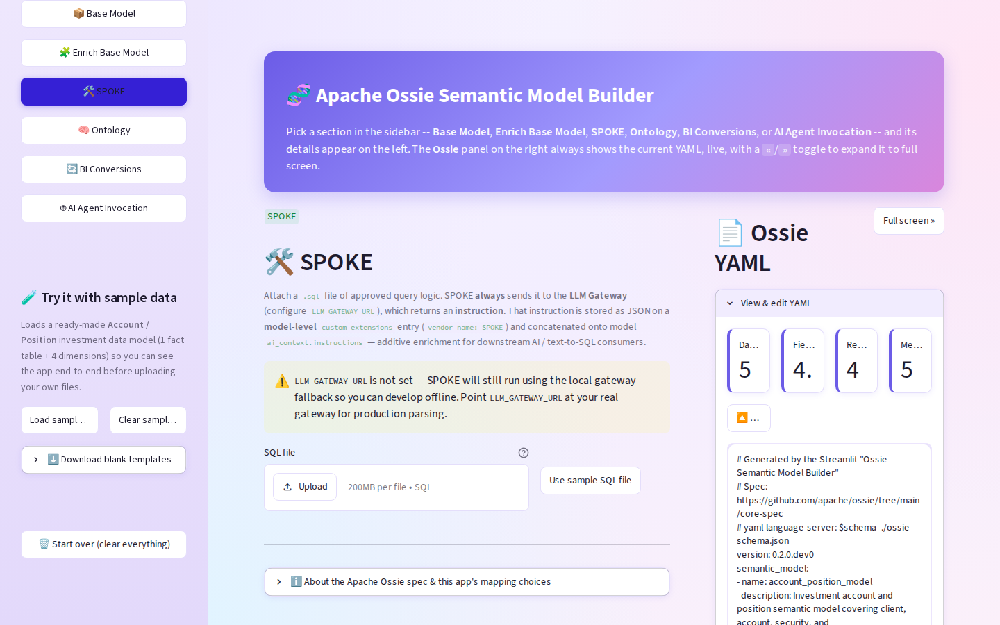 📦 Base Model
🧩 Enrich Base Model
🛠️ SPOKE
🧠 Ontology
🔄 BI Conversions
AI Agent Invocation
🧪 Try it with sample data
Loads a ready-made Account /
Position investment data model (1 fact
table + 4 dimensions) so you can see
the app end-to-end before uploading
your own files.
Load sampl…
Clear sampl…
⬇️ Download blank templates
🗑️ Start over (clear everything)
🧬 Apache Ossie Semantic Model Builder
Pick a section in the sidebar -- Base Model, Enrich Base Model, SPOKE, Ontology, BI Conversions, or AI Agent Invocation -- and its
details appear on the left. The Ossie panel on the right always shows the current YAML, live, with a « / » toggle to expand it to full
screen.
SPOKE
🛠️ SPOKE
Attach a .sql file of approved query logic. SPOKE always sends it to the LLM Gateway
(configure LLM_GATEWAY_URL ), which returns an instruction. That instruction is stored as JSON on a
model-level custom_extensions entry ( vendor_name: SPOKE ) and concatenated onto model
ai_context.instructions — additive enrichment for downstream AI / text-to-SQL consumers.
⚠️ LLM_GATEWAY_URL is not set — SPOKE will still run using the local gateway
fallback so you can develop offline. Point LLM_GATEWAY_URL at your real
gateway for production parsing.
SQL file
Upload
200MB per file • SQL
Use sample SQL file
ℹ️ About the Apache Ossie spec & this app's mapping choices
📄 Ossie
YAML
Full screen »
View & edit YAML
Da…
5
Fie…
4.
Re…
4
Me…
5
🔼 …
# Generated by the Streamlit "Ossie
Semantic Model Builder"
# Spec:
https://github.com/apache/ossie/tree/main
/core-spec
# yaml-language-server: $schema=./ossie-
schema.json
version: 0.2.0.dev0
semantic_model:
- name: account_position_model
description: Investment account and
position semantic model covering client,
account, security, and